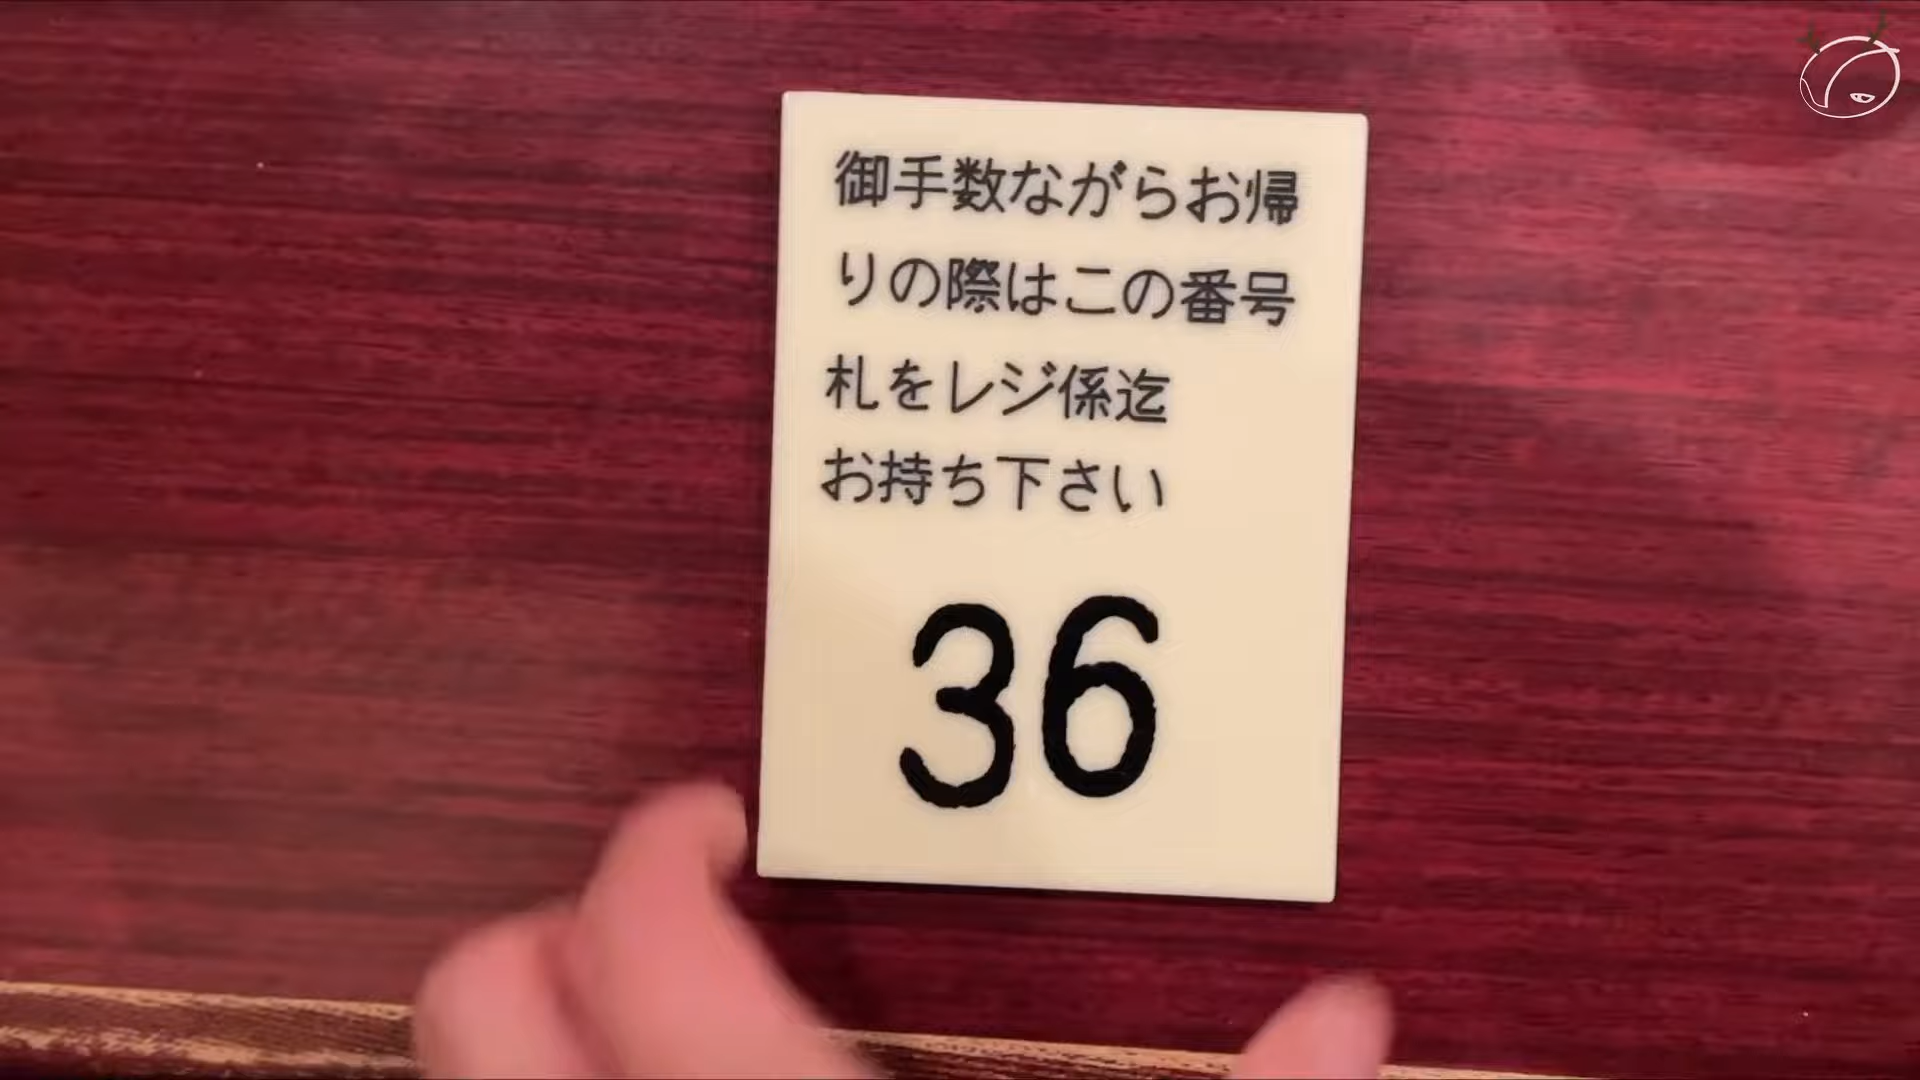 御手数ながらお帰
りの際はこの番号
札をレジ係迄
お持ち下さい
36